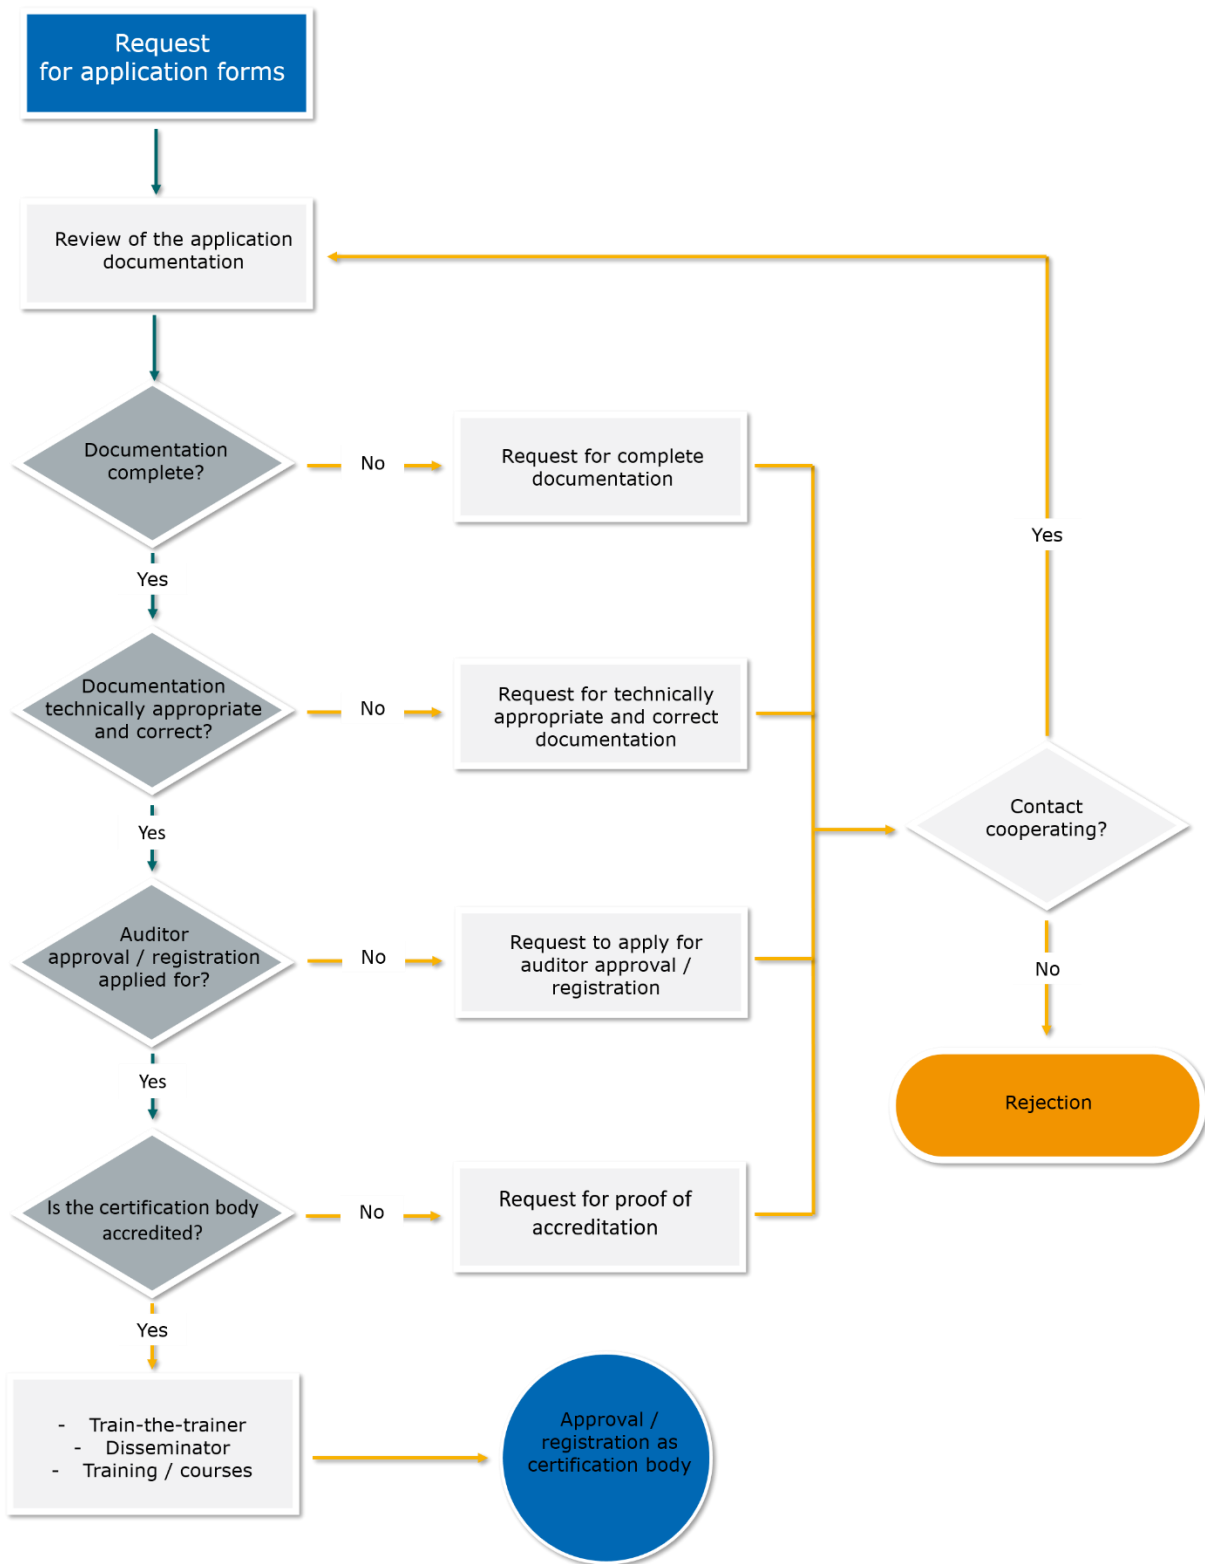 Request
for application forms
Review of the application
documentation
Documentation
complete?
No
Request for complete
documentation
Yes
Yes
Documentation
technically appropriate
and correct?
No
Request for technically
appropriate and correct
documentation
Contact
cooperating?
Yes
Auditor
approval / registration
applied for?
No
Request to apply for
auditor approval /
registration
No
Yes
Rejection
Is the certification body
accredited?
No
Request for proof of
accreditation
Yes
- Train-the-trainer
- Disseminator
- Training / courses
Approval /
registration as
certification body